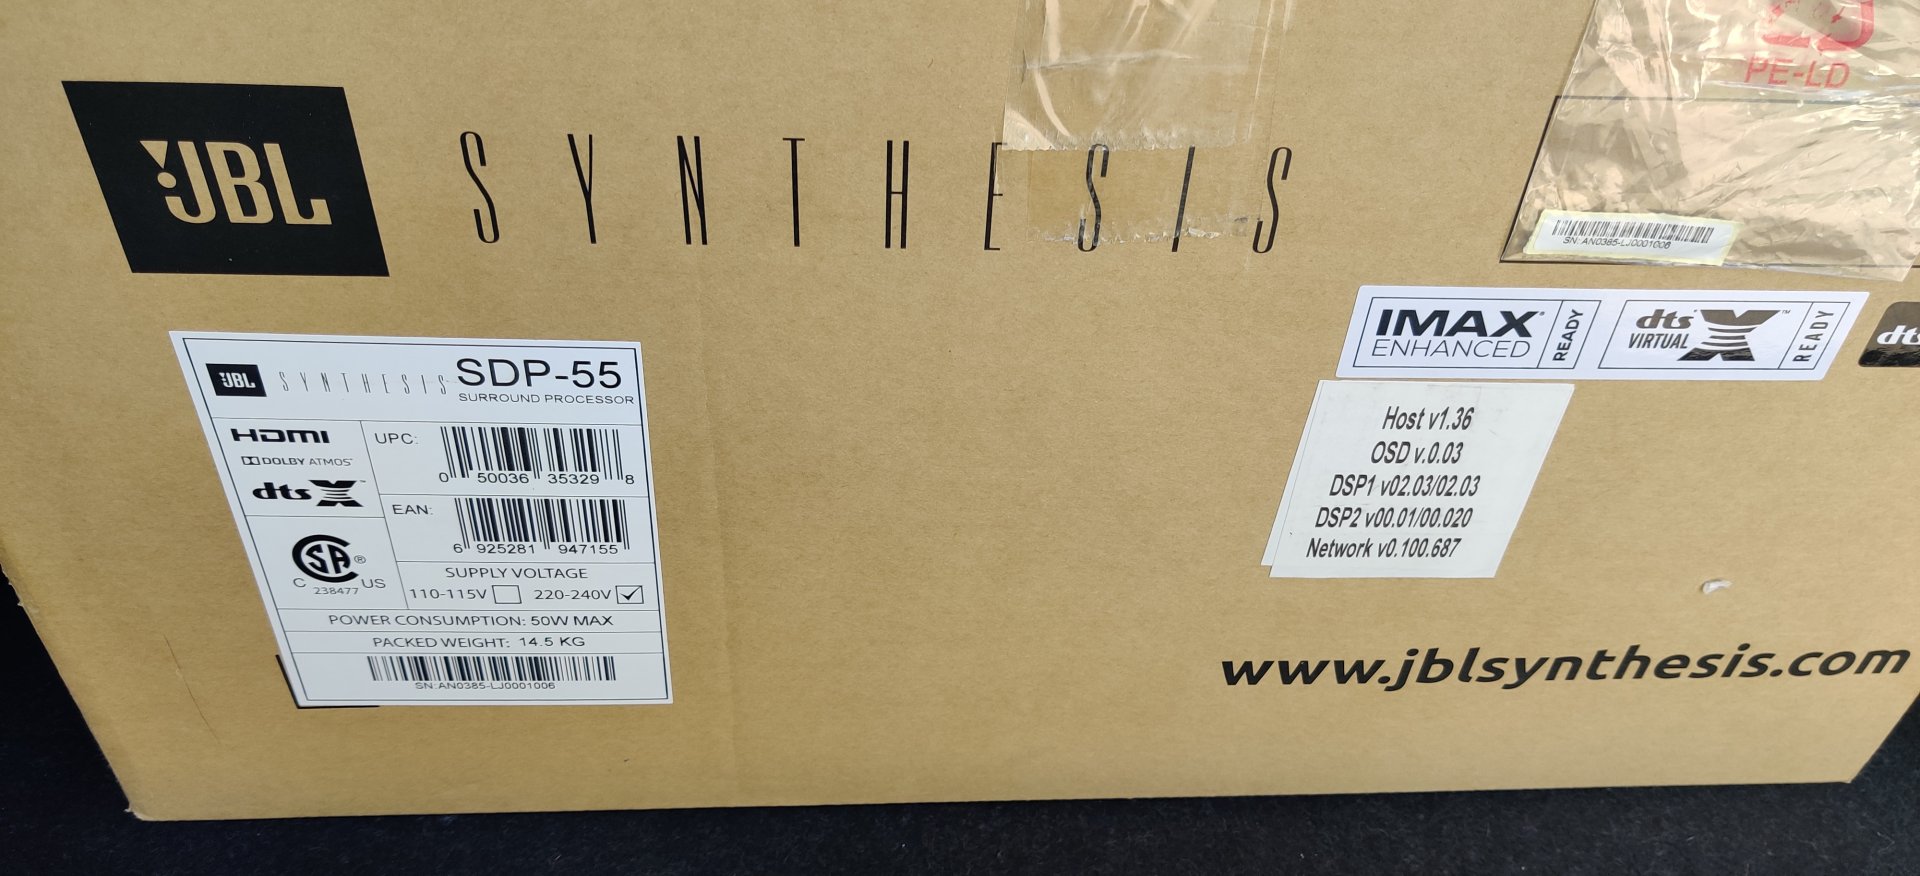 JBL SYNTHESIS
PE-LD
SN: AN0385-LJ0001006
IMAX ENHANCED READY
dts VIRTUAL X™ READY
JBL SYNTHESIS SDP-55
SURROUND PROCESSOR
HDMI
DOLBY ATMOS
dts X
UPC:
0 50036 35329 8
EAN:
6 925281 947155
SA®
C 238477 US
SUPPLY VOLTAGE
110-115V 220-240V
POWER CONSUMPTION: 50W MAX
PACKED WEIGHT: 14.5 KG
SN:AN0385-LJ0001006
Host v1.36
OSD v.0.03
DSP1 v02.03/02.03
DSP2 v00.01/00.020
Network v0.100.687
www.jblsynthesis.com